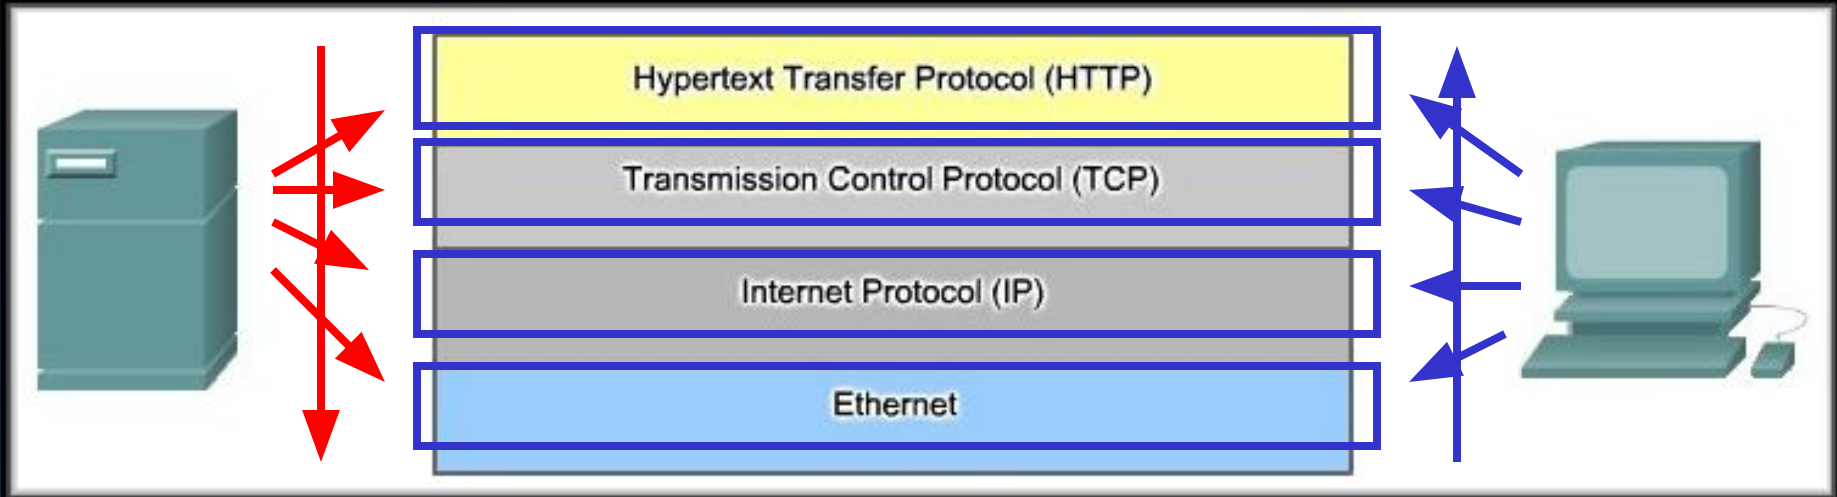 Hypertext Transfer Protocol (HTTP)
Transmission Control Protocol (TCP)
Internet Protocol (IP)
Ethernet